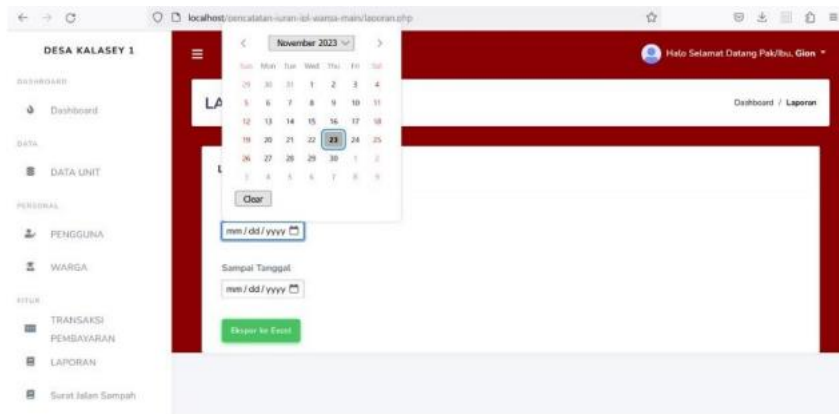 localhost/pencatatan-iuran-ipl-warga-main/laporan.php
DESA KALASEY 1
Halo Selamat Datang Pak/Ibu, Gion
DASHBOARD
Dashboard
DATA
DATA UNIT
PERSONAL
PENGGUNA
WARGA
FITUR
TRANSAKSI
PEMBAYARAN
LAPORAN
Surat Jalan Sampah
LA
Dashboard / Laporan
L
November 2023
Sun Mon Tue Wed Thu Fri Sat
29 30 31 1 2 3 4
5 6 7 8 9 10 11
12 13 14 15 16 17 18
19 20 21 22 23 24 25
26 27 28 29 30 1 2
3 4 5 6 7 8 9
Clear
mm/dd/yyyy
Sampai Tanggal
mm/dd/yyyy
Ekspor ke Excel